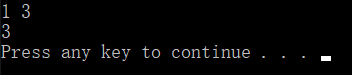 1 3
3
Press any key to continue . . .